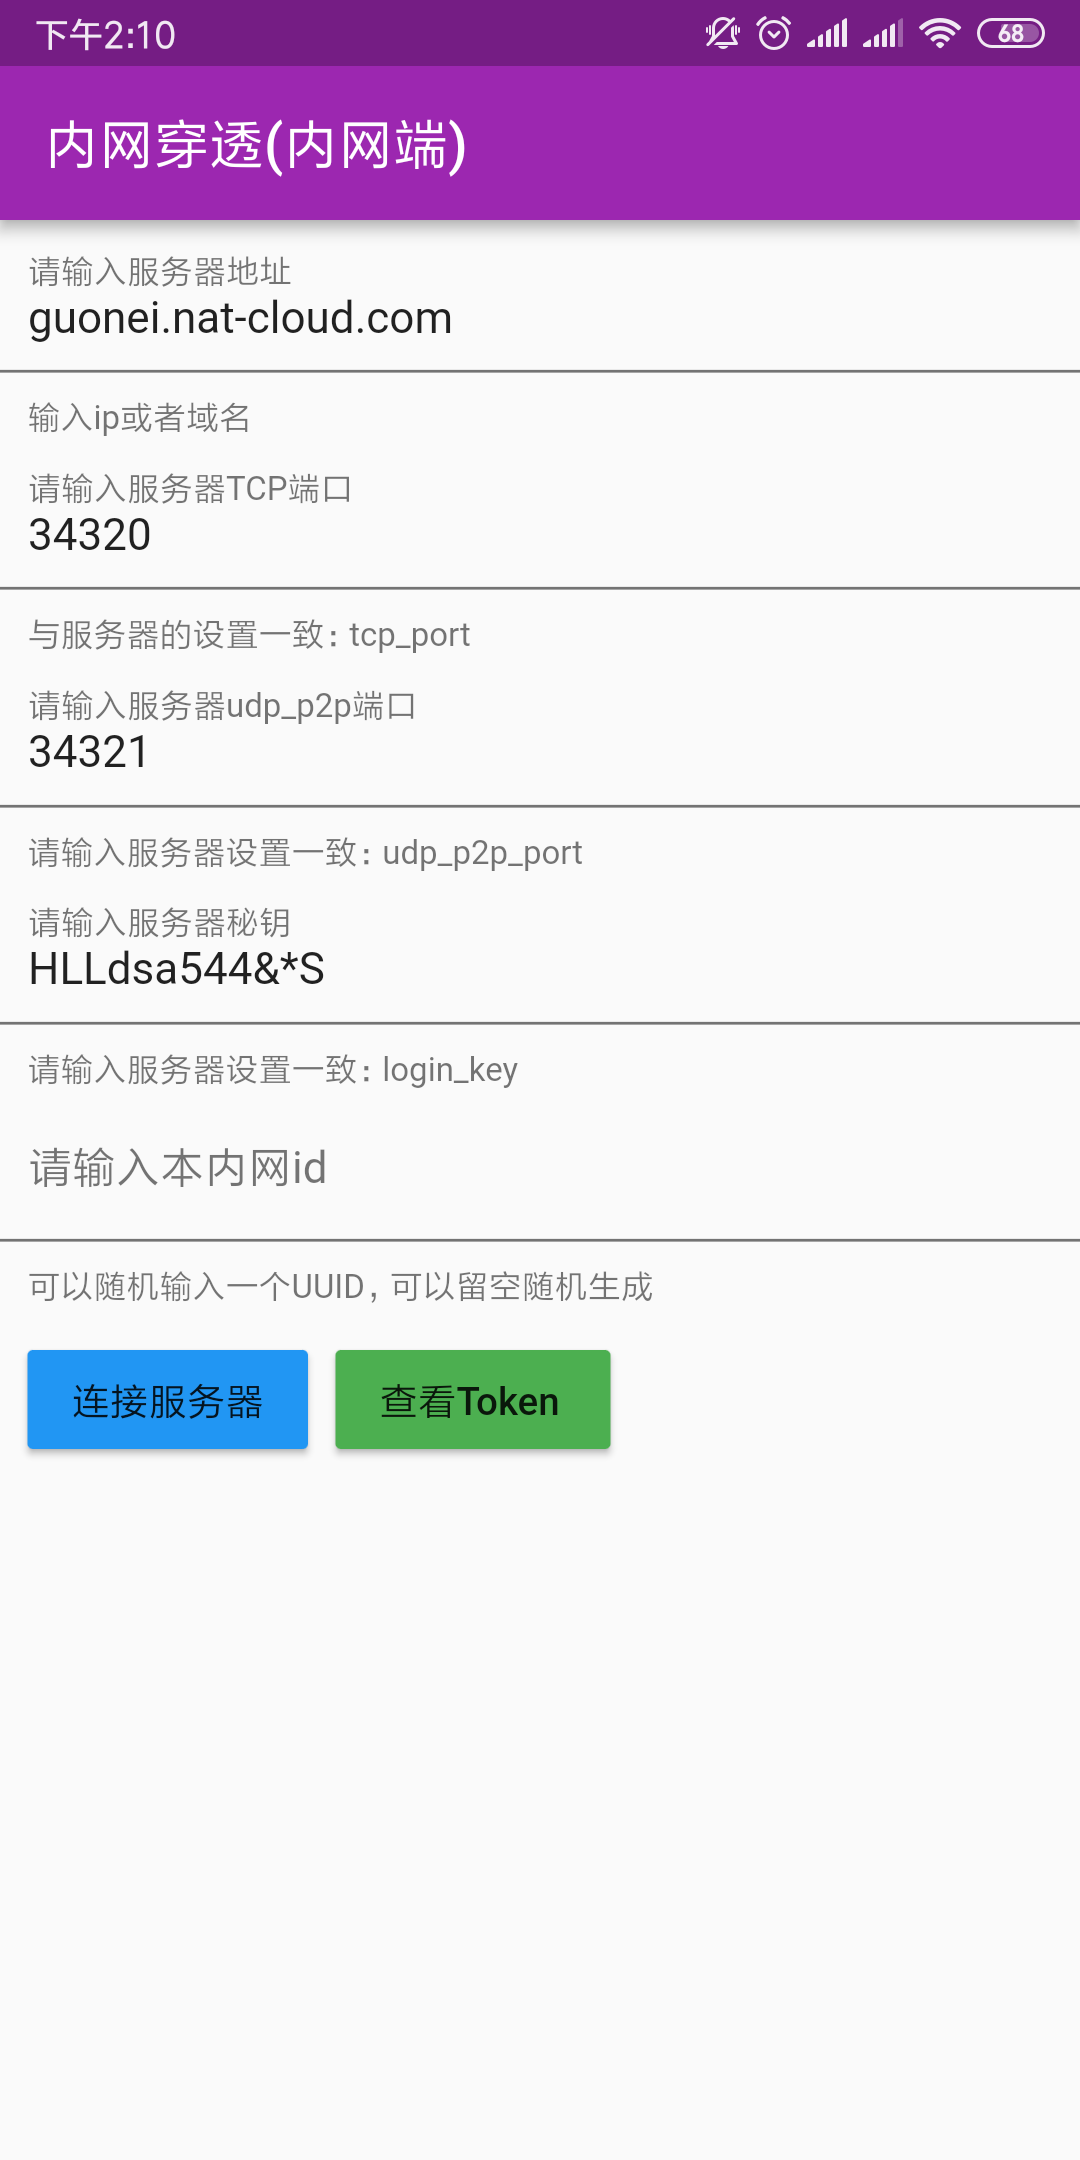 下午2:10
68
内网穿透(内网端)
请输入服务器地址
guonei.nat-cloud.com
输入ip或者域名
请输入服务器TCP端口
34320
与服务器的设置一致：tcp_port
请输入服务器udp_p2p端口
34321
请输入服务器设置一致：udp_p2p_port
请输入服务器秘钥
HLLdsa544&*S
请输入服务器设置一致：login_key
请输入本内网id
可以随机输入一个UUID，可以留空随机生成
连接服务器 查看Token